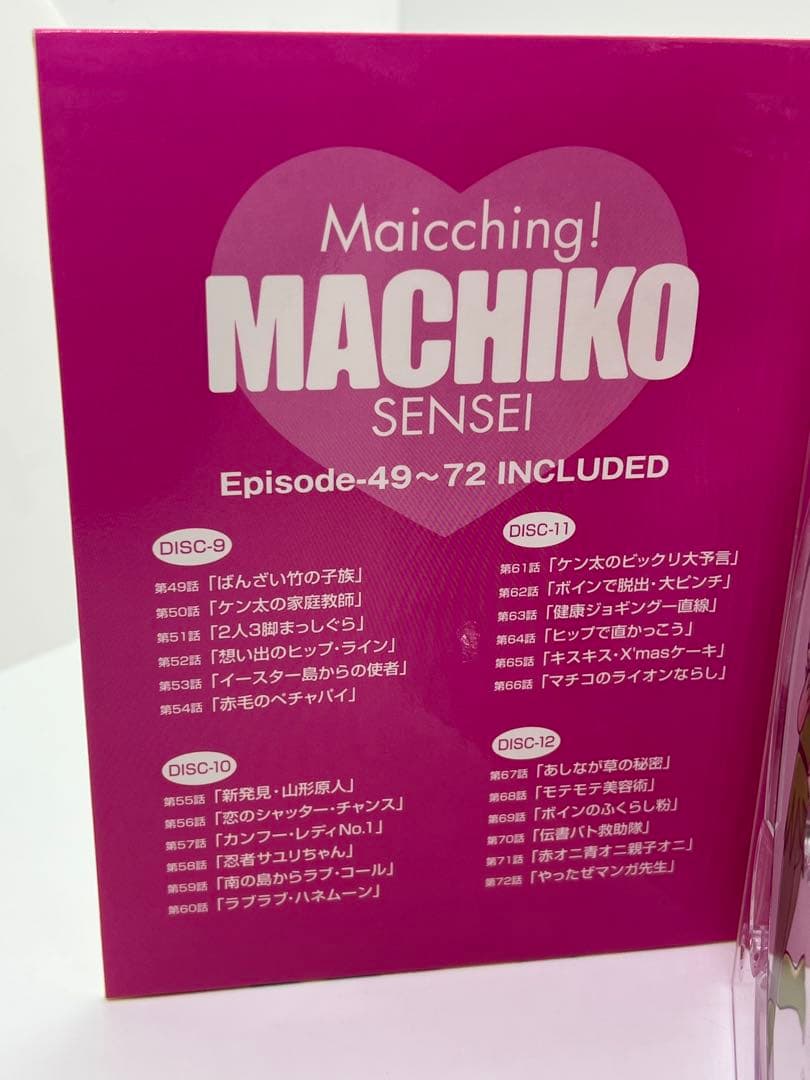 Maicching!
MACHIKO
SENSEI
Episode-49～72 INCLUDED
DISC-9
第49話「ばんざい竹の子族」
第50話「ケン太の家庭教師」
第51話「2人3脚まっしぐら」
第52話「想い出のヒップ・ライン」
第53話「イースター島からの使者」
第54話「赤毛のペチャパイ」
DISC-10
第55話「新発見・山形原人」
第56話「恋のシャッター・チャンス」
第57話「カンフー・レディNo.1」
第58話「忍者サユリちゃん」
第59話「南の島からラブ・コール」
第60話「ラブラブ・ハネムーン」
DISC-11
第61話「ケン太のビックリ大予言」
第62話「ボインで脱出・大ピンチ」
第63話「健康ジョギング一直線」
第64話「ヒップで直かっこう」
第65話「キスキス・X'masケーキ」
第66話「マチコのライオンならし」
DISC-12
第67話「あしなが草の秘密」
第68話「モテモテ美容術」
第69話「ボインのふくらし粉」
第70話「伝書バト救助隊」
第71話「赤オニ青オニ親子オニ」
第72話「やったぜマンガ先生」